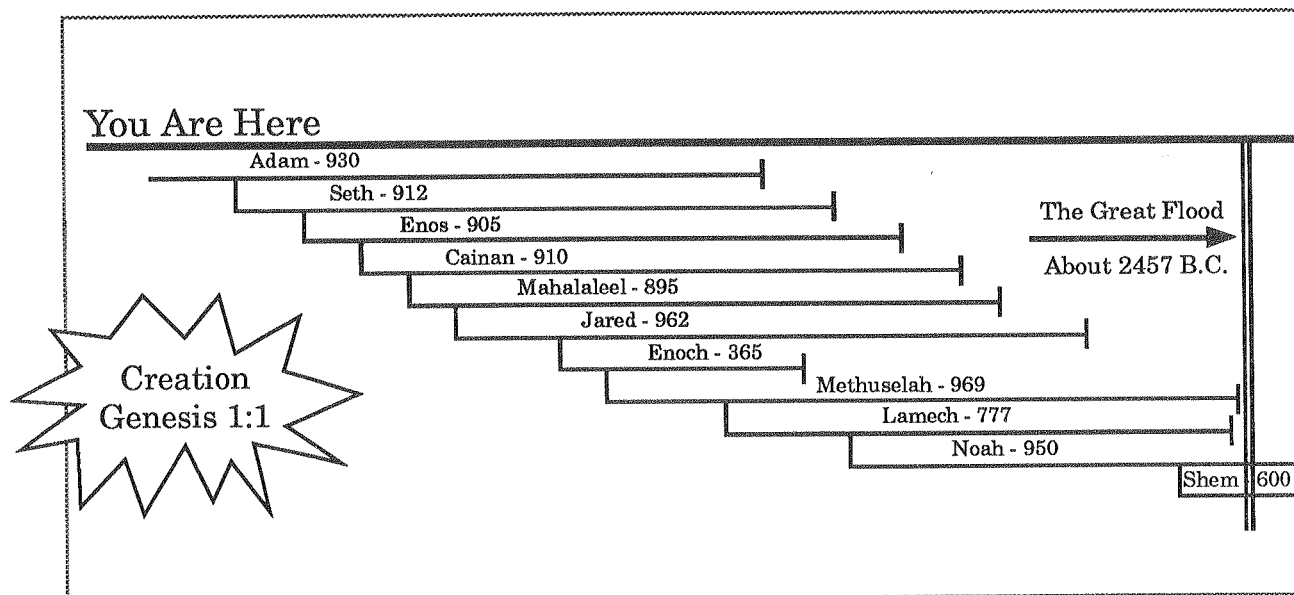 You Are Here
Adam - 930
Seth - 912
Enos - 905
Cainan - 910
Mahalaleel - 895
Jared - 962
Enoch - 365
Methuselah - 969
Lamech - 777
Noah - 950
Shem - 600
The Great Flood
About 2457 B.C.
Creation
Genesis 1:1